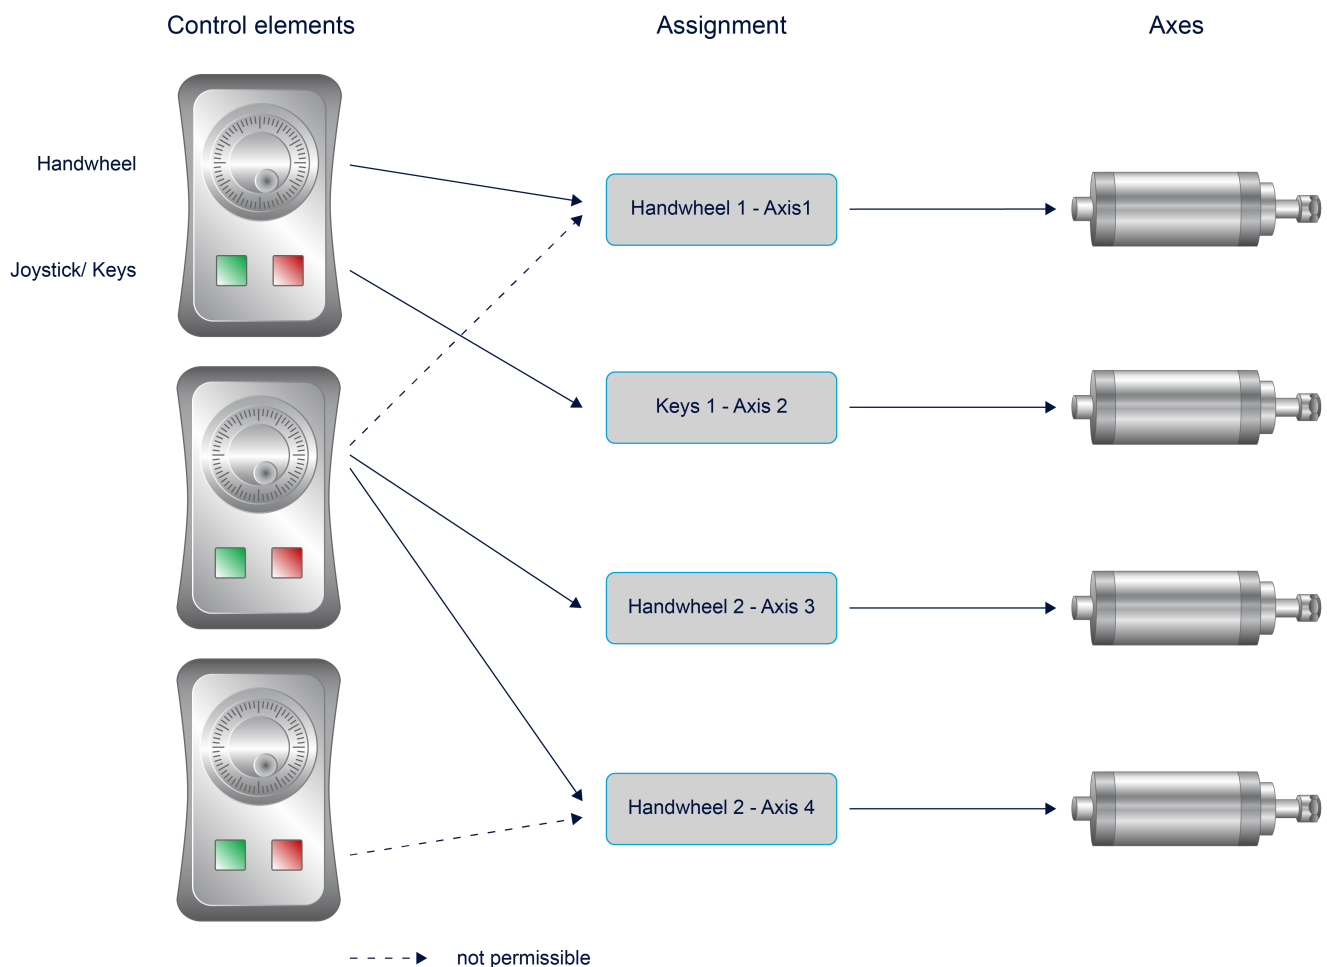 Control elements
Assignment
Axes
Handwheel
Handwheel 1 - Axis1
Joystick/ Keys
Keys 1 - Axis 2
Handwheel 2 - Axis 3
Handwheel 2 - Axis 4
not permissible